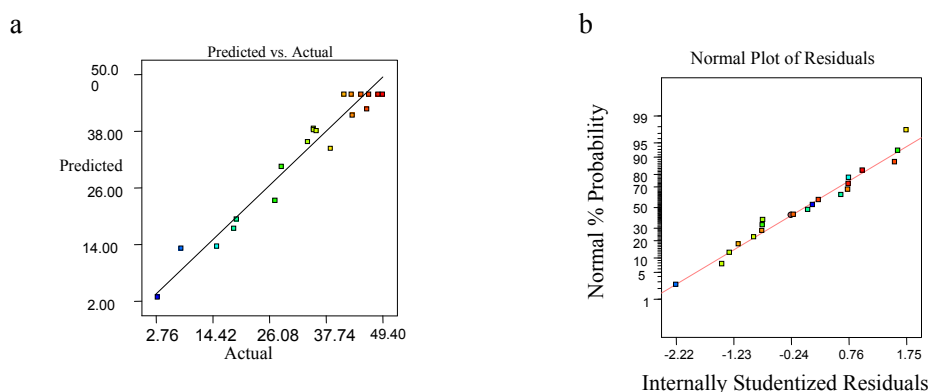 a
Predicted vs. Actual
50.0
0
38.00
Predicted
26.00
14.00
2.00
2.76 14.42 26.08 37.74 49.40
Actual
b
Normal Plot of Residuals
Normal % Probability
99
95
90
80
70
50
30
20
10
5
1
-2.22 -1.23 -0.24 0.76 1.75
Internally Studentized Residuals